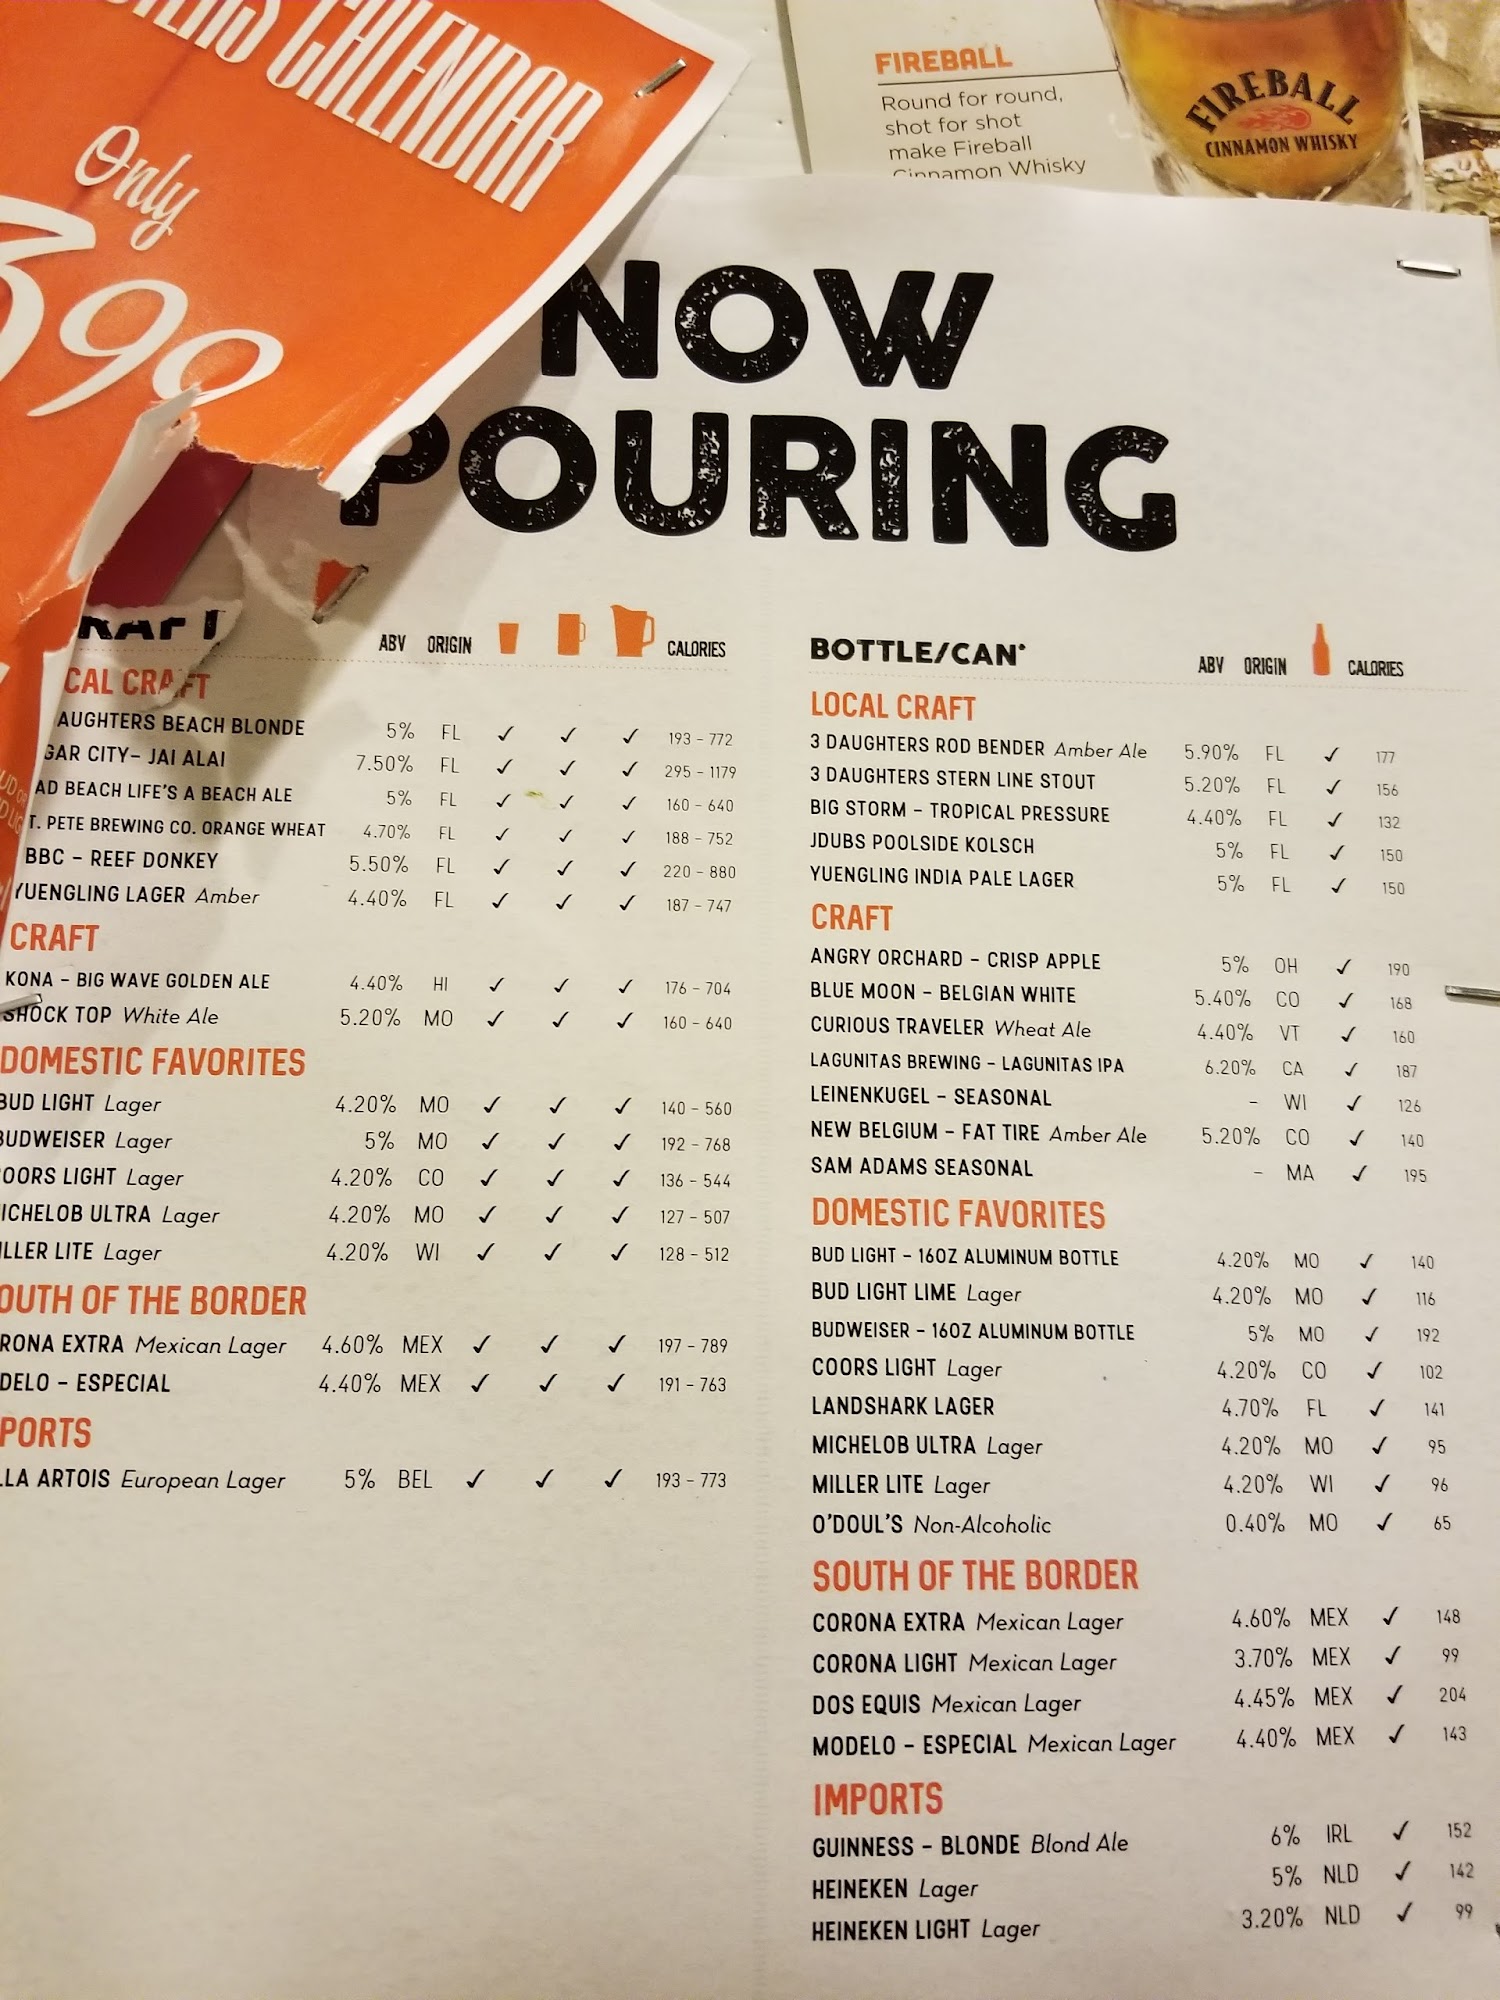 CALENDAR
Only
FIREBALL
Round for round,
shot for shot
make Fireball
Cinnamon Whisky
FIREBALL
CINNAMON WHISKY
NOW
POURING
ABV ORIGIN CALORIES
CAL CRAFT
AUGHTERS BEACH BLONDE 5% FL ✓ ✓ ✓ 193 - 772
GAR CITY- JAI ALAI 7.50% FL ✓ ✓ ✓ 295 - 1179
AD BEACH LIFE'S A BEACH ALE 5% FL ✓ ✓ ✓ 160 - 640
T. PETE BREWING CO. ORANGE WHEAT 4.70% FL ✓ ✓ ✓ 188 - 752
BBC - REEF DONKEY 5.50% FL ✓ ✓ ✓ 220 - 880
YUENGLING LAGER Amber 4.40% FL ✓ ✓ ✓ 187 - 747
CRAFT
KONA - BIG WAVE GOLDEN ALE 4.40% HI ✓ ✓ ✓ 176 - 704
SHOCK TOP White Ale 5.20% MO ✓ ✓ ✓ 160 - 640
DOMESTIC FAVORITES
BUD LIGHT Lager 4.20% MO ✓ ✓ ✓ 140 - 560
BUDWEISER Lager 5% MO ✓ ✓ ✓ 192 - 768
OORS LIGHT Lager 4.20% CO ✓ ✓ ✓ 136 - 544
ICHELOB ULTRA Lager 4.20% MO ✓ ✓ ✓ 127 - 507
LLER LITE Lager 4.20% WI ✓ ✓ ✓ 128 - 512
OUTH OF THE BORDER
RONA EXTRA Mexican Lager 4.60% MEX ✓ ✓ ✓ 197 - 789
DELO - ESPECIAL 4.40% MEX ✓ ✓ ✓ 191 - 763
PORTS
LLA ARTOIS European Lager 5% BEL ✓ ✓ ✓ 193 - 773
BOTTLE/CAN* ABV ORIGIN CALORIES
LOCAL CRAFT
3 DAUGHTERS ROD BENDER Amber Ale 5.90% FL ✓ 177
3 DAUGHTERS STERN LINE STOUT 5.20% FL ✓ 156
BIG STORM - TROPICAL PRESSURE 4.40% FL ✓ 132
JDUBS POOLSIDE KOLSCH 5% FL ✓ 150
YUENGLING INDIA PALE LAGER 5% FL ✓ 150
CRAFT
ANGRY ORCHARD - CRISP APPLE 5% OH ✓ 190
BLUE MOON - BELGIAN WHITE 5.40% CO ✓ 168
CURIOUS TRAVELER Wheat Ale 4.40% VT ✓ 160
LAGUNITAS BREWING - LAGUNITAS IPA 6.20% CA ✓ 187
LEINENKUGEL - SEASONAL - WI ✓ 126
NEW BELGIUM - FAT TIRE Amber Ale 5.20% CO ✓ 140
SAM ADAMS SEASONAL - MA ✓ 195
DOMESTIC FAVORITES
BUD LIGHT - 16OZ ALUMINUM BOTTLE 4.20% MO ✓ 140
BUD LIGHT LIME Lager 4.20% MO ✓ 116
BUDWEISER - 16OZ ALUMINUM BOTTLE 5% MO ✓ 192
COORS LIGHT Lager 4.20% CO ✓ 102
LANDSHARK LAGER 4.70% FL ✓ 141
MICHELOB ULTRA Lager 4.20% MO ✓ 95
MILLER LITE Lager 4.20% WI ✓ 96
O'DOUL'S Non-Alcoholic 0.40% MO ✓ 65
SOUTH OF THE BORDER
CORONA EXTRA Mexican Lager 4.60% MEX ✓ 148
CORONA LIGHT Mexican Lager 3.70% MEX ✓ 99
DOS EQUIS Mexican Lager 4.45% MEX ✓ 204
MODELO - ESPECIAL Mexican Lager 4.40% MEX ✓ 143
IMPORTS
GUINNESS - BLONDE Blond Ale 6% IRL ✓ 152
HEINEKEN Lager 5% NLD ✓ 142
HEINEKEN LIGHT Lager 3.20% NLD ✓ 99